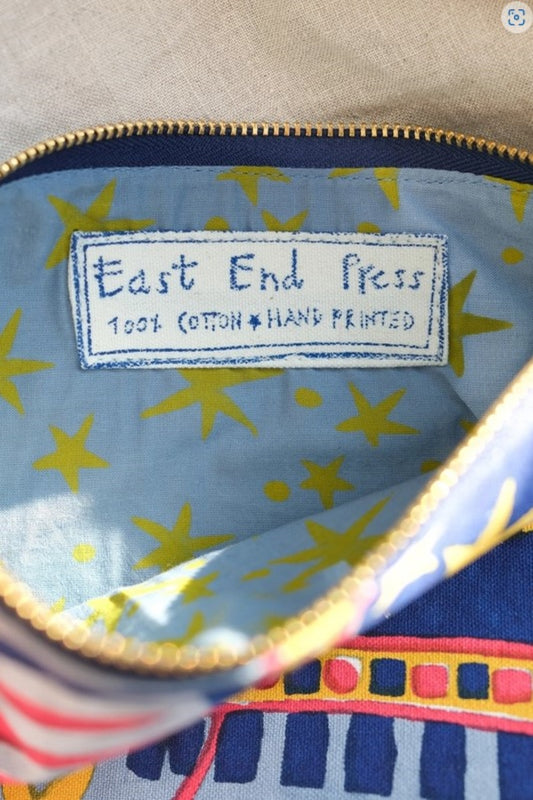 East End Press
100% COTTON ★ HAND PRINTED